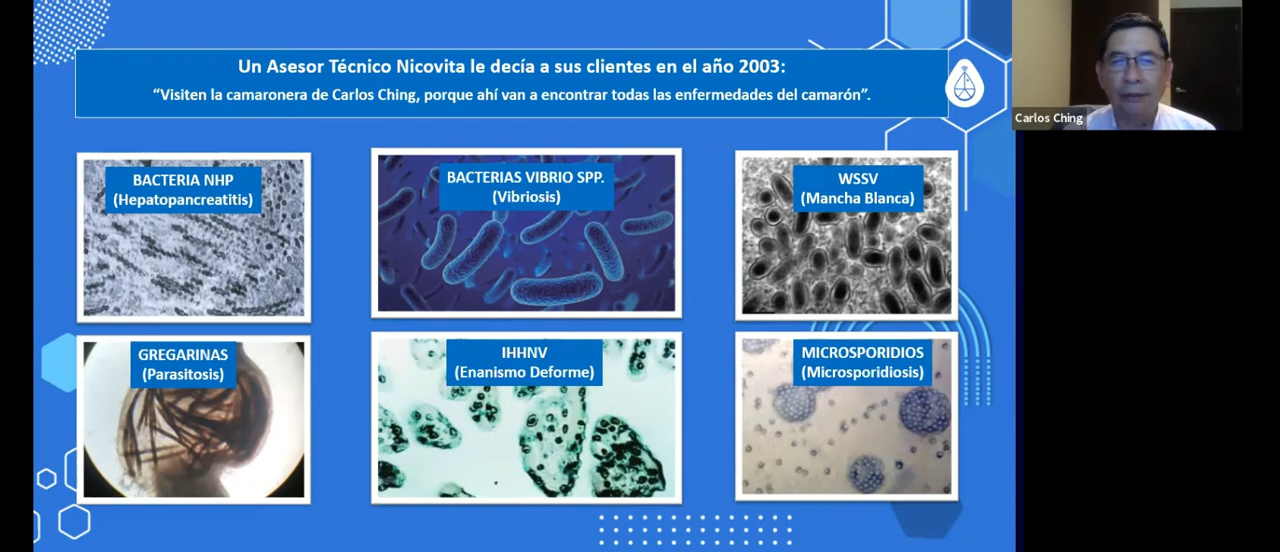 Un Asesor Técnico Nicovita le decía a sus clientes en el año 2003:
“Visiten la camaronera de Carlos Ching, porque ahí van a encontrar todas las enfermedades del camarón”.
Carlos Ching
BACTERIA NHP
(Hepatopancreatitis)
BACTERIAS VIBRIO SPP.
(Vibriosis)
WSSV
(Mancha Blanca)
GREGARINAS
(Parasitosis)
IHHNV
(Enanismo Deforme)
MICROSPORIDIOS
(Microsporidiosis)